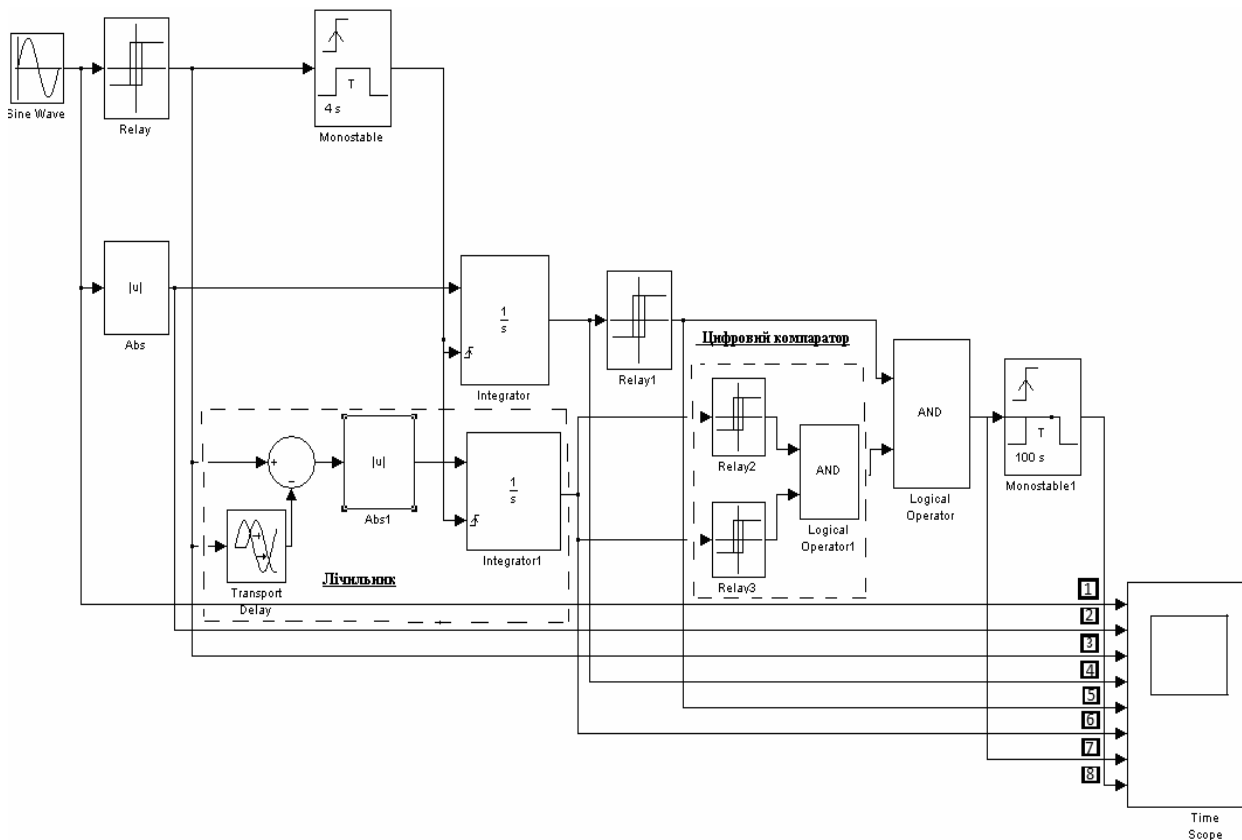 Sine Wave
Relay
T
4 s
Monostable
|u|
Abs
1
s
Integrator
Relay1
Цифровий компаратор
Relay2
AND
Logical
Operator1
Relay3
AND
Logical
Operator
T
100 s
Monostable1
+
−
|u|
Abs1
1
s
Integrator1
Transport
Delay
Лічильник
1
2
3
4
5
6
7
8
Time
Scope